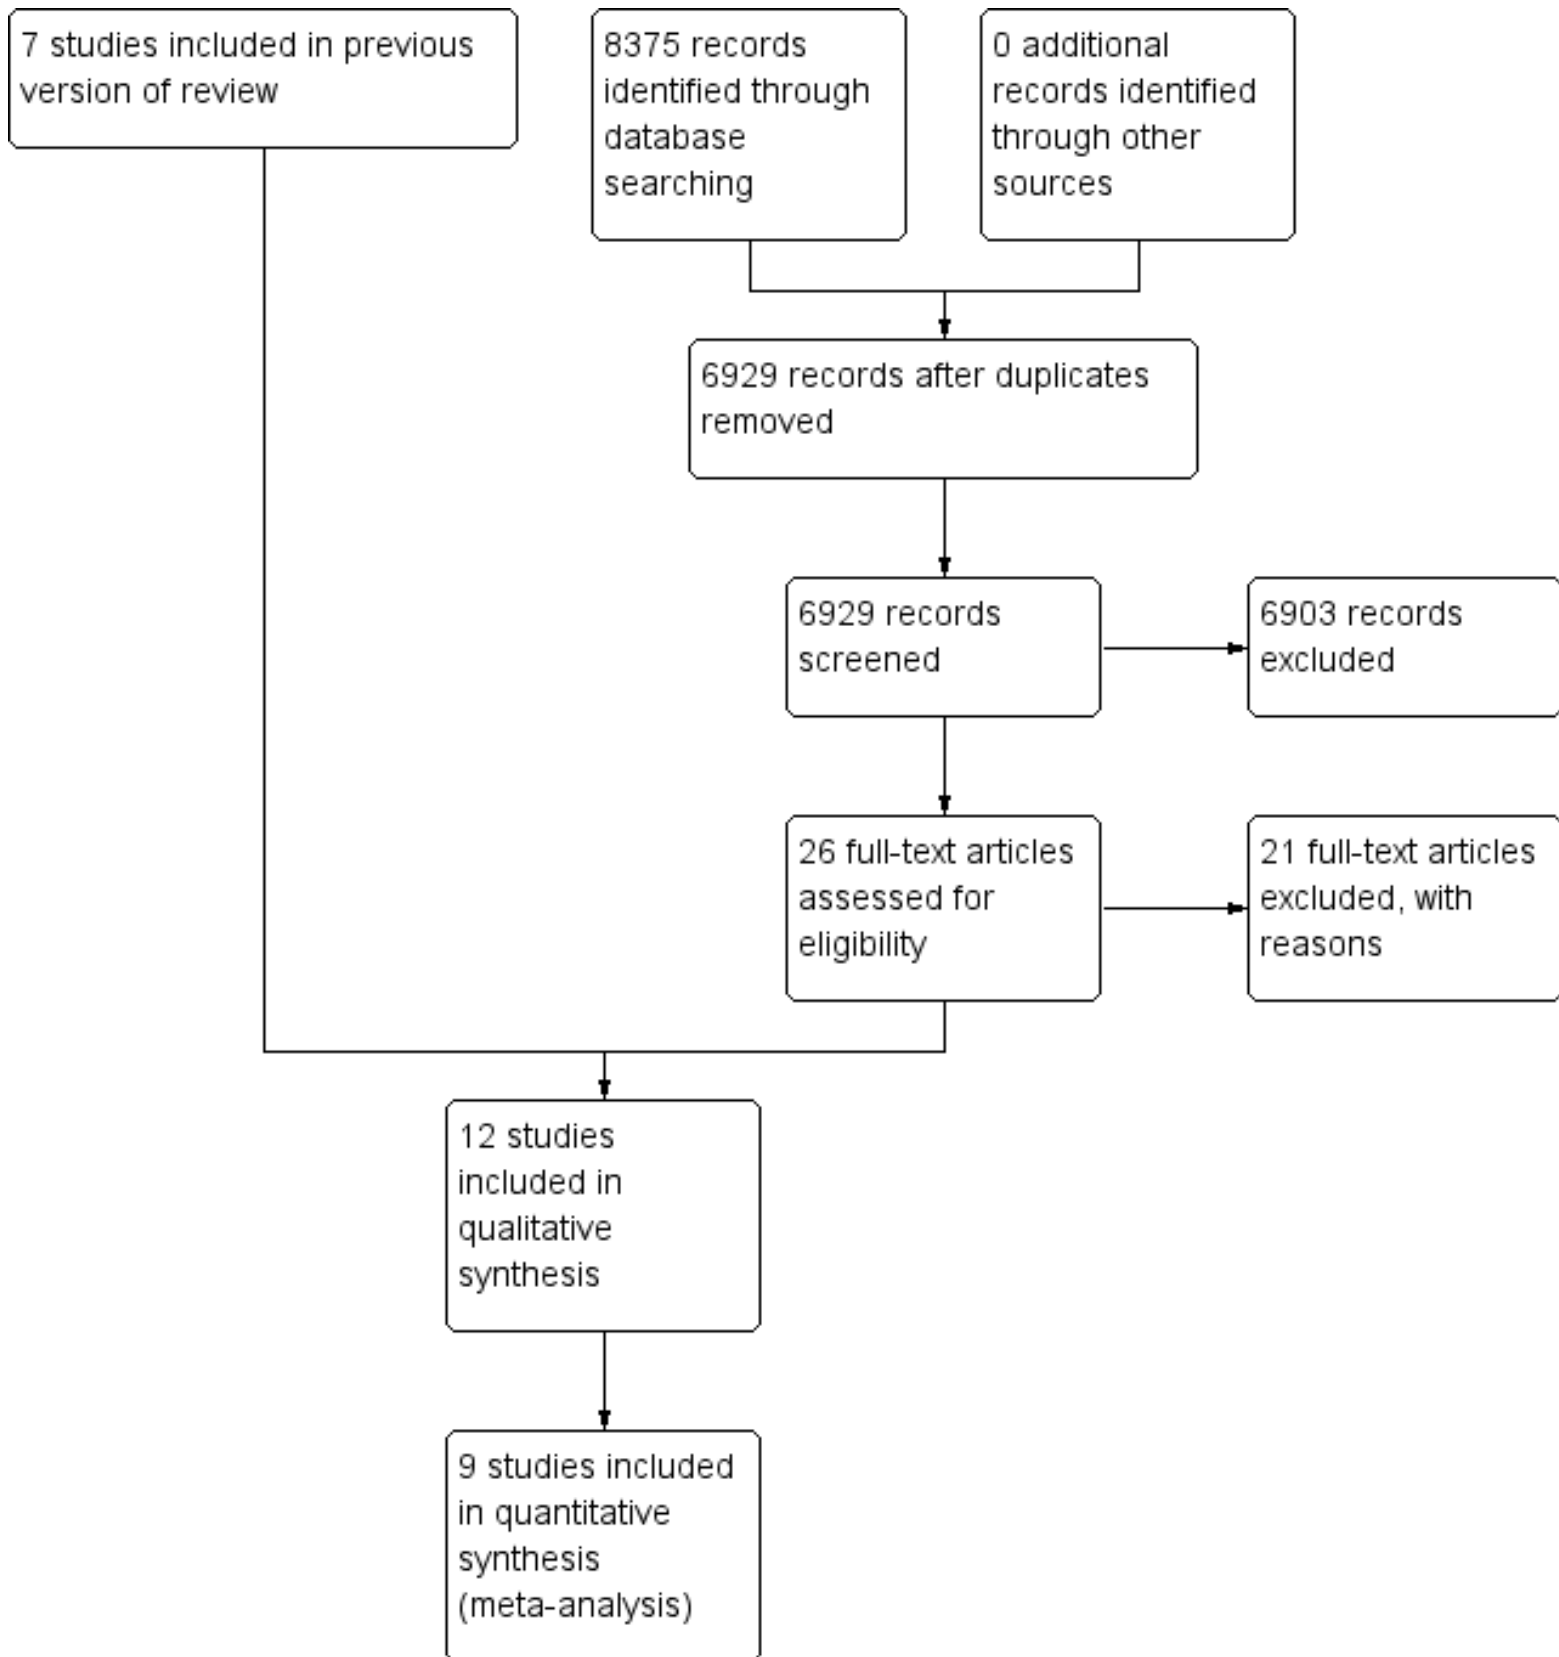 7 studies included in previous
version of review
8375 records
identified through
database
searching
0 additional
records identified
through other
sources
6929 records after duplicates
removed
6929 records
screened
6903 records
excluded
26 full-text articles
assessed for
eligibility
21 full-text articles
excluded, with
reasons
12 studies
included in
qualitative
synthesis
9 studies included
in quantitative
synthesis
(meta-analysis)